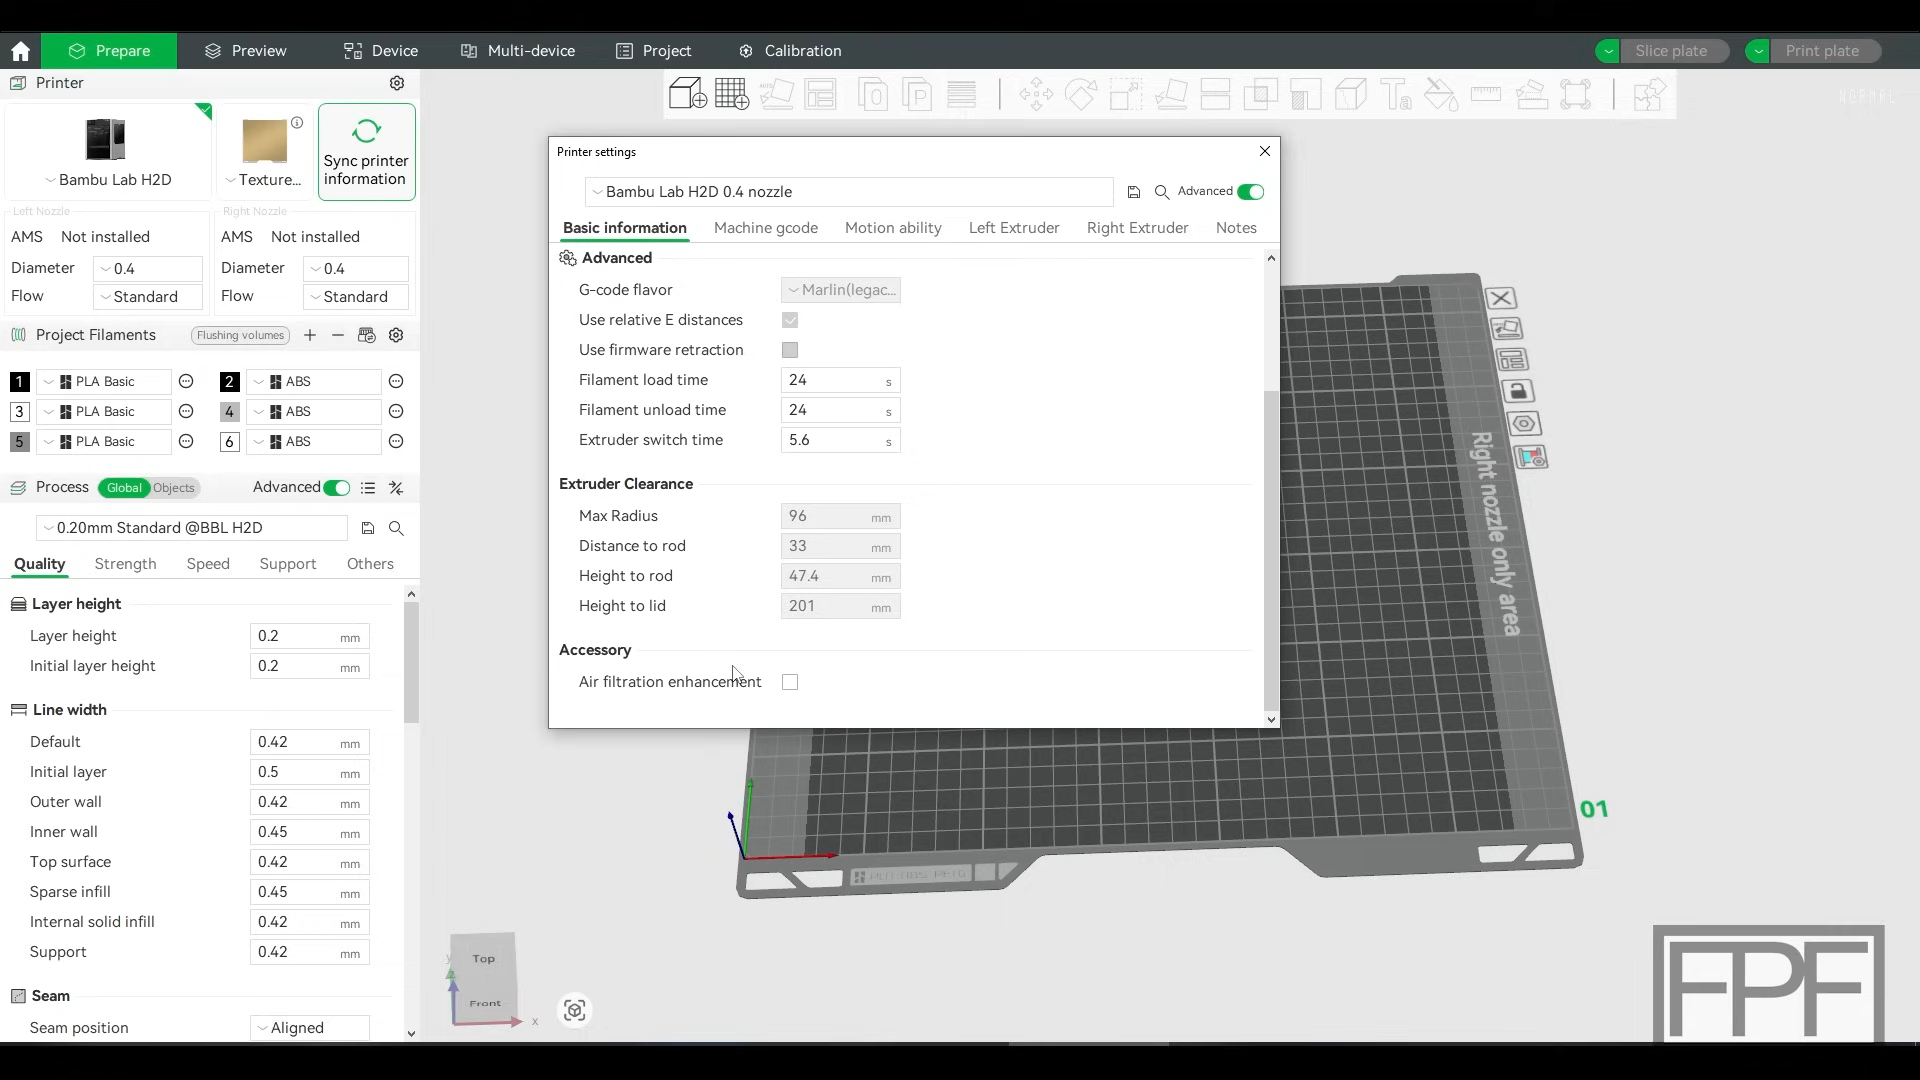 Prepare
Preview
Device
Multi-device
Project
Calibration
Slice plate
Print plate
Printer
Bambu Lab H2D
Texture...
Sync printer
information
Left Nozzle
Right Nozzle
AMS Not installed
AMS Not installed
Diameter 0.4
Diameter 0.4
Flow Standard
Flow Standard
Project Filaments
Flushing volumes
1 PLA Basic
2 ABS
3 PLA Basic
4 ABS
5 PLA Basic
6 ABS
Process
Global
Objects
Advanced
0.20mm Standard @BBL H2D
Quality
Strength
Speed
Support
Others
Layer height
Layer height 0.2 mm
Initial layer height 0.2 mm
Line width
Default 0.42 mm
Initial layer 0.5 mm
Outer wall 0.42 mm
Inner wall 0.45 mm
Top surface 0.42 mm
Sparse infill 0.45 mm
Internal solid infill 0.42 mm
Support 0.42 mm
Seam
Seam position Aligned
NORMAL
Printer settings
Bambu Lab H2D 0.4 nozzle
Advanced
Basic information
Machine gcode
Motion ability
Left Extruder
Right Extruder
Notes
Advanced
G-code flavor Marlin(legac...
Use relative E distances
Use firmware retraction
Filament load time 24 s
Filament unload time 24 s
Extruder switch time 5.6 s
Extruder Clearance
Max Radius 96 mm
Distance to rod 33 mm
Height to rod 47.4 mm
Height to lid 201 mm
Accessory
Air filtration enhancement
Right nozzle only area
01
Top
Front
y
z
x
FPF